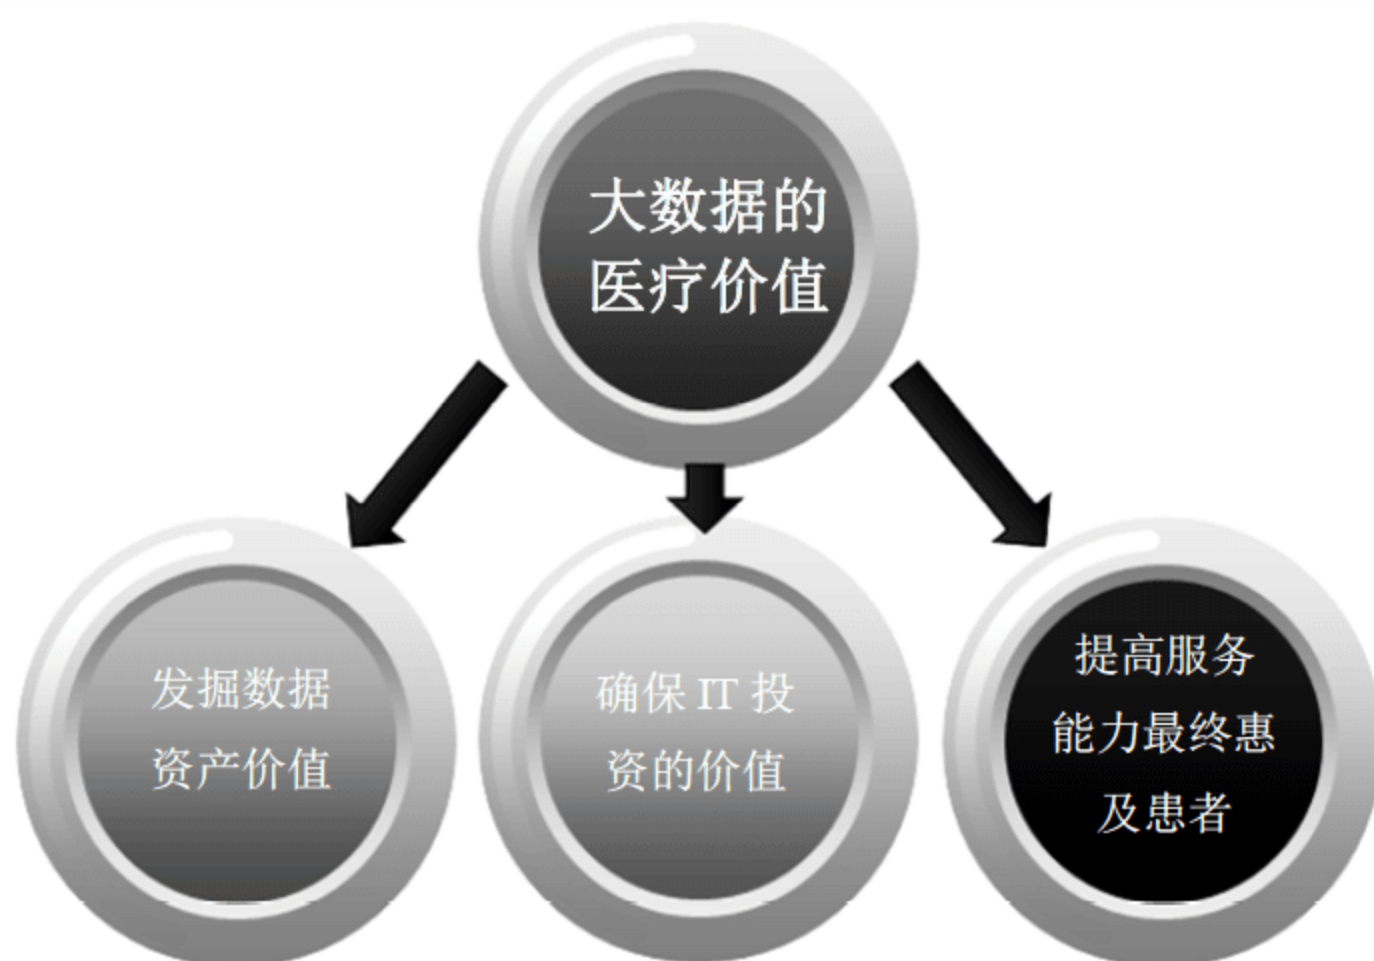 大数据的
医疗价值
发掘数据
资产价值
确保 IT 投
资的价值
提高服务
能力最终惠
及患者